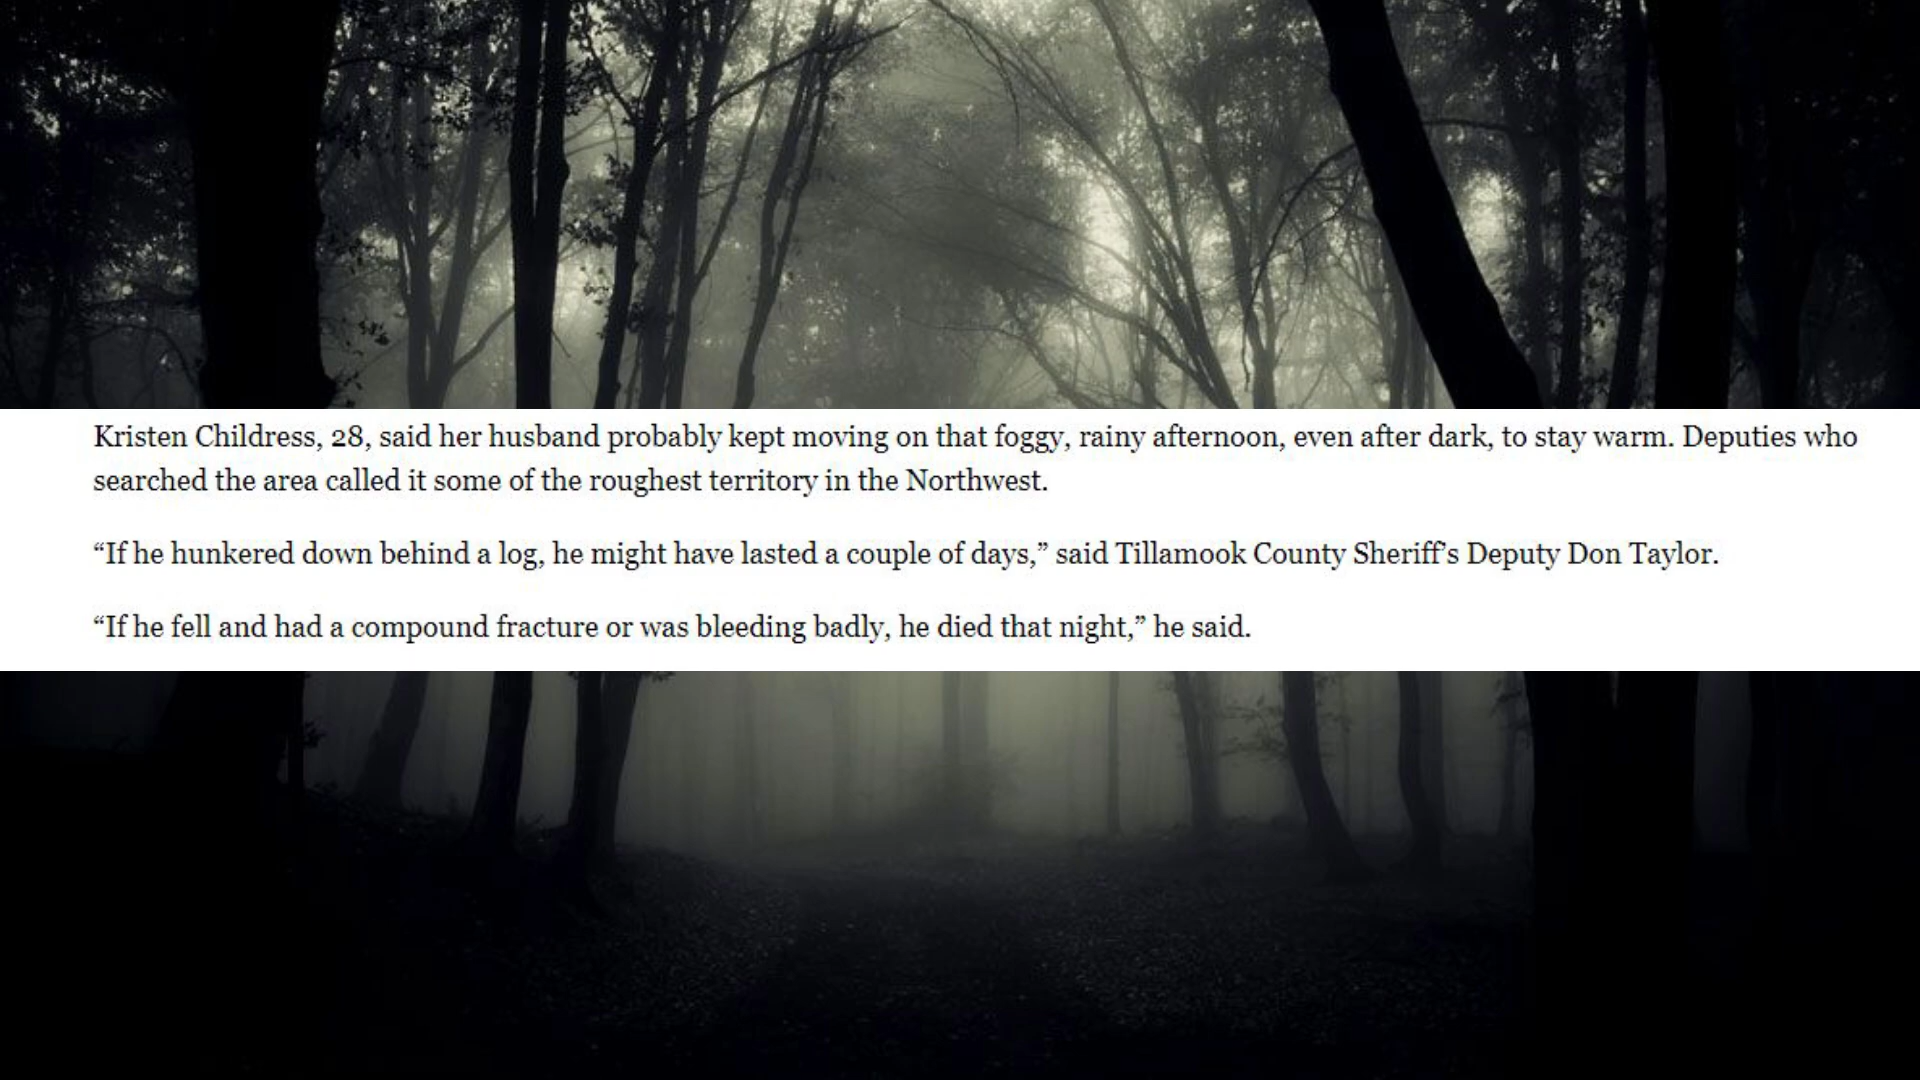 Kristen Childress, 28, said her husband probably kept moving on that foggy, rainy afternoon, even after dark, to stay warm. Deputies who
searched the area called it some of the roughest territory in the Northwest.
“If he hunkered down behind a log, he might have lasted a couple of days,” said Tillamook County Sheriff’s Deputy Don Taylor.
“If he fell and had a compound fracture or was bleeding badly, he died that night,” he said.